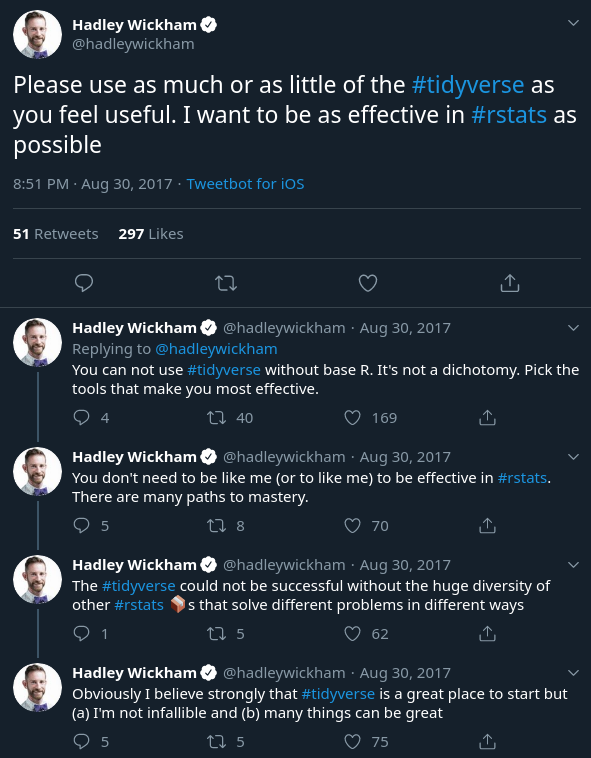 Hadley Wickham
@hadleywickham
Please use as much or as little of the #tidyverse as
you feel useful. I want to be as effective in #rstats as
possible
8:51 PM · Aug 30, 2017 · Tweetbot for iOS
51 Retweets 297 Likes
Hadley Wickham @hadleywickham · Aug 30, 2017
Replying to @hadleywickham
You can not use #tidyverse without base R. It's not a dichotomy. Pick the
tools that make you most effective.
4 40 169
Hadley Wickham @hadleywickham · Aug 30, 2017
You don't need to be like me (or to like me) to be effective in #rstats.
There are many paths to mastery.
5 8 70
Hadley Wickham @hadleywickham · Aug 30, 2017
The #tidyverse could not be successful without the huge diversity of
other #rstats 📦s that solve different problems in different ways
1 5 62
Hadley Wickham @hadleywickham · Aug 30, 2017
Obviously I believe strongly that #tidyverse is a great place to start but
(a) I'm not infallible and (b) many things can be great
5 5 75